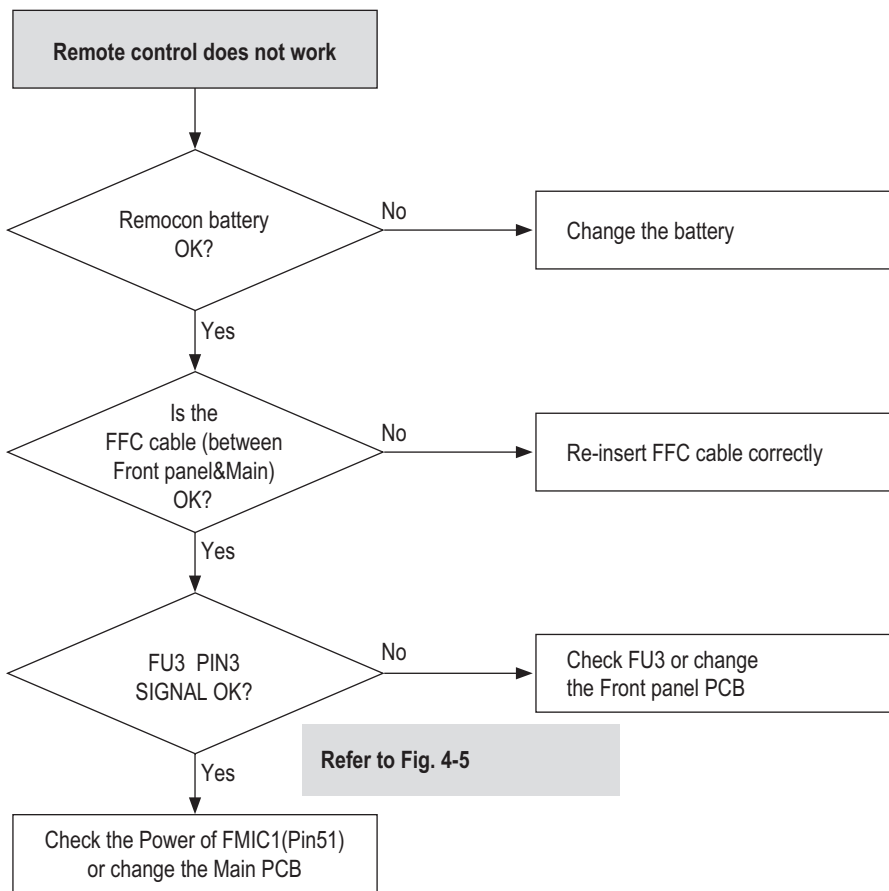 Remote control does not work
Remocon battery
OK?
No
Change the battery
Yes
Is the
FFC cable (between
Front panel&Main)
OK?
No
Re-insert FFC cable correctly
Yes
FU3 PIN3
SIGNAL OK?
No
Check FU3 or change
the Front panel PCB
Refer to Fig. 4-5
Yes
Check the Power of FMIC1(Pin51)
or change the Main PCB